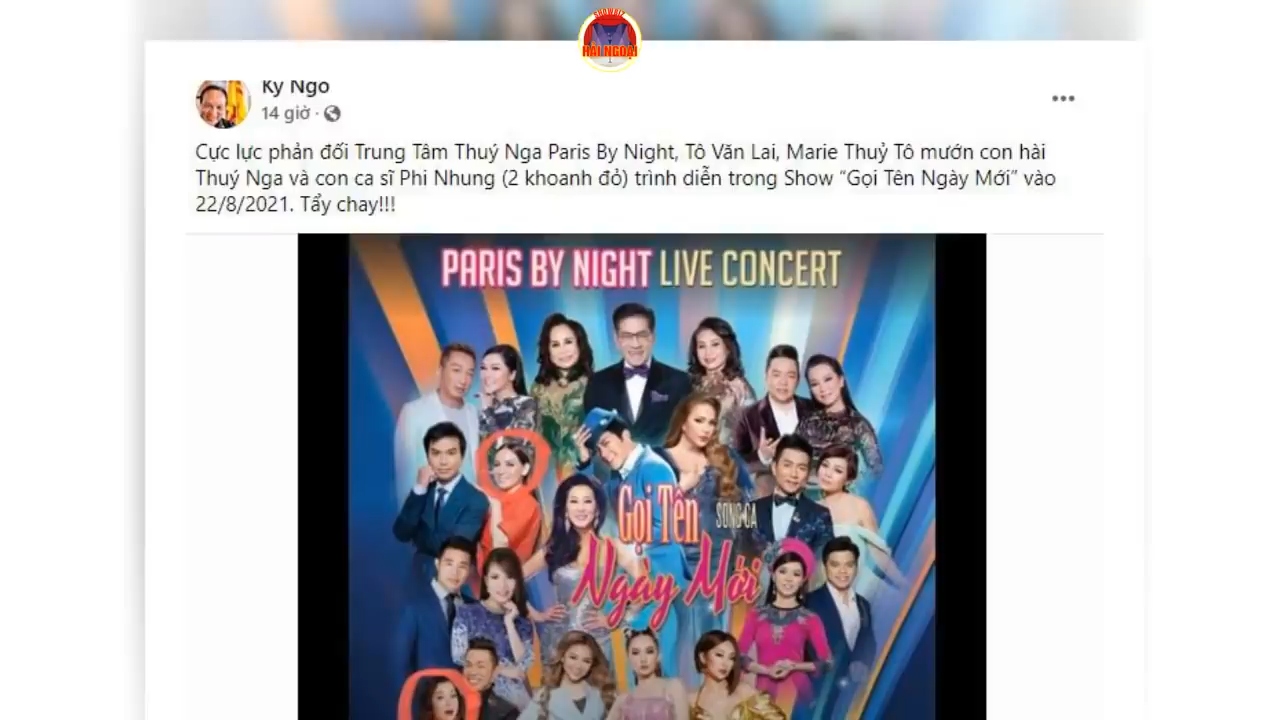 SHOWBIZ
HẢI NGOẠI
Ky Ngo
14 giờ ·
Cực lực phản đối Trung Tâm Thuý Nga Paris By Night, Tô Văn Lai, Marie Thuỷ Tô mướn con hài
Thuý Nga và con ca sĩ Phi Nhung (2 khoanh đỏ) trình diễn trong Show “Gọi Tên Ngày Mới” vào
22/8/2021. Tẩy chay!!!
PARIS BY NIGHT LIVE CONCERT
Gọi Tên
SONG CA
Ngày Mới